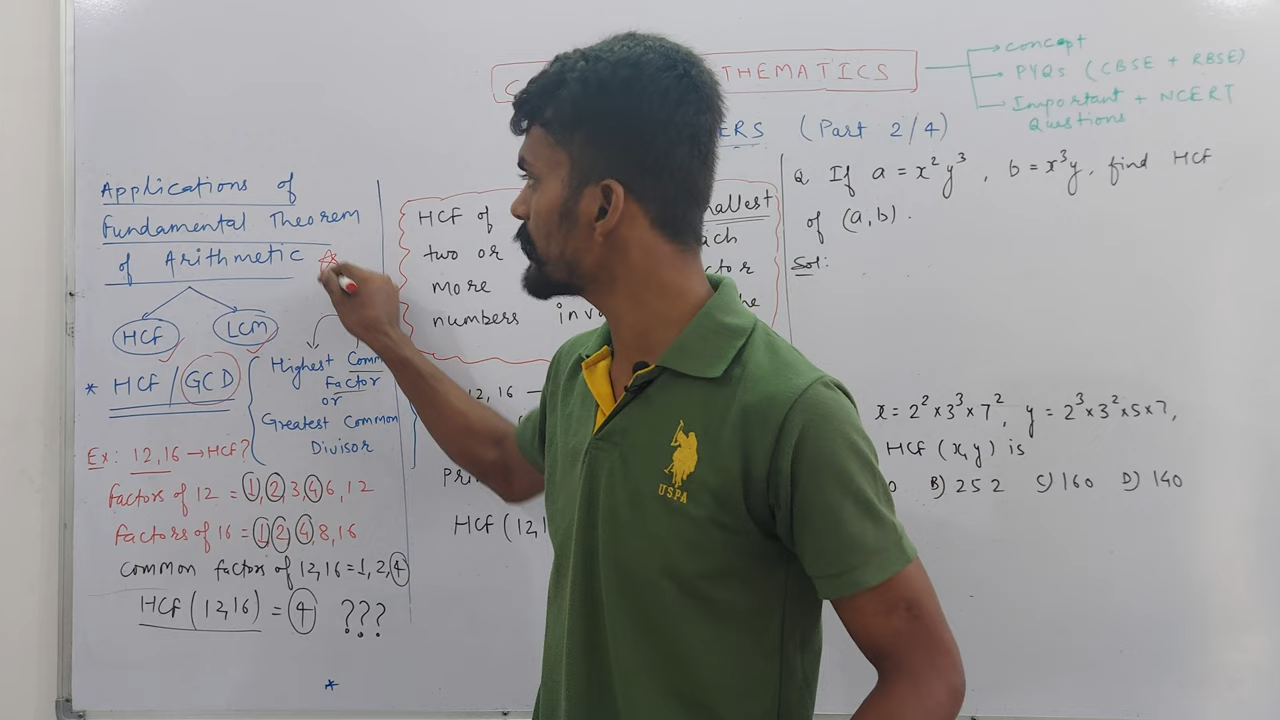 THEMATICS
concept
PYQs (CBSE + RBSE)
Important + NCERT
Questions
ERS (Part 2/4)
Applications of
Fundamental Theorem
of Arithmetic
HCF LCM
* HCF / GCD
Highest Comm
Factor
or
Greatest Common
Divisor
Ex: 12, 16 → HCF?
Factors of 12 = 1, 2, 3, 4, 6, 12
Factors of 16 = 1, 2, 4, 8, 16
Common factors of 12, 16 = 1, 2, 4
HCF (12, 16) = 4 ???
*
HCF of
two or
more
numbers
mallest
ach
ctor
he
12, 16
Pri
HCF (12, 1
Q If a = x²y³, b = x³y, find HCF
of (a, b).
Sol:
x = 2² × 3³ × 7², y = 2³ × 3² × 5 × 7,
HCF (x, y) is
0 B) 252 C) 160 D) 140
USPA